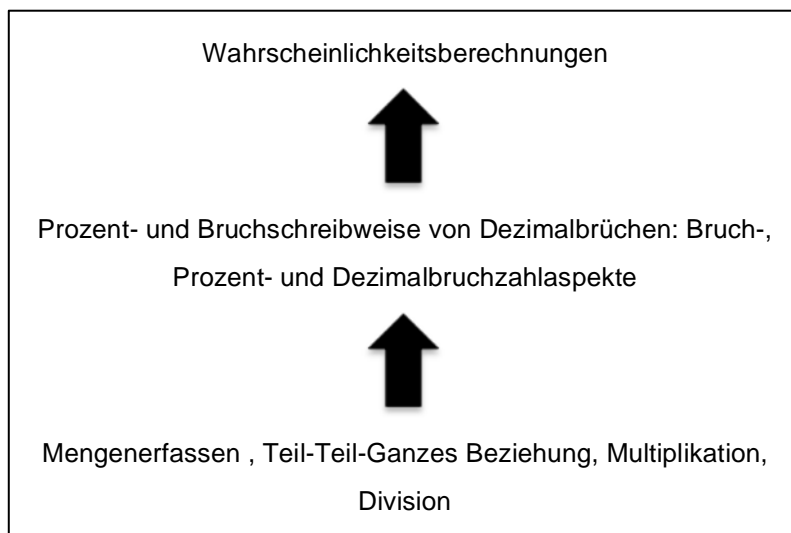 Wahrscheinlichkeitsberechnungen
Prozent- und Bruchschreibweise von Dezimalbrüchen: Bruch-,
Prozent- und Dezimalbruchzahlaspekte
Mengenerfassen , Teil-Teil-Ganzes Beziehung, Multiplikation,
Division